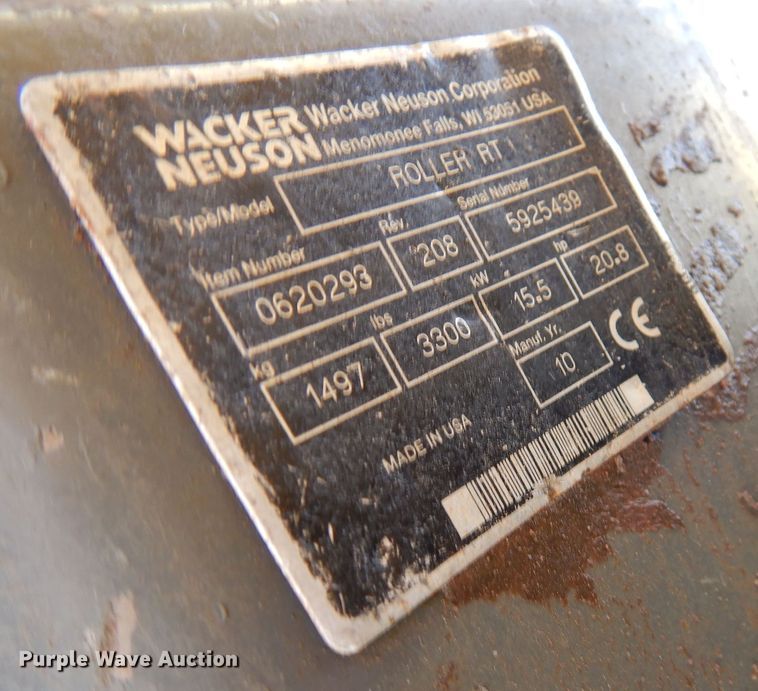 WACKER
NEUSON
Wacker Neuson Corporation
Menomonee Falls, WI 53051 USA
Type/Model
ROLLER RT
Item Number
Rev.
Serial Number
0620293
208
5925439
kg
lbs
kW
hp
1497
3300
15.5
20.8
Manuf. Yr.
10
CE
MADE IN USA
Purple Wave Auction